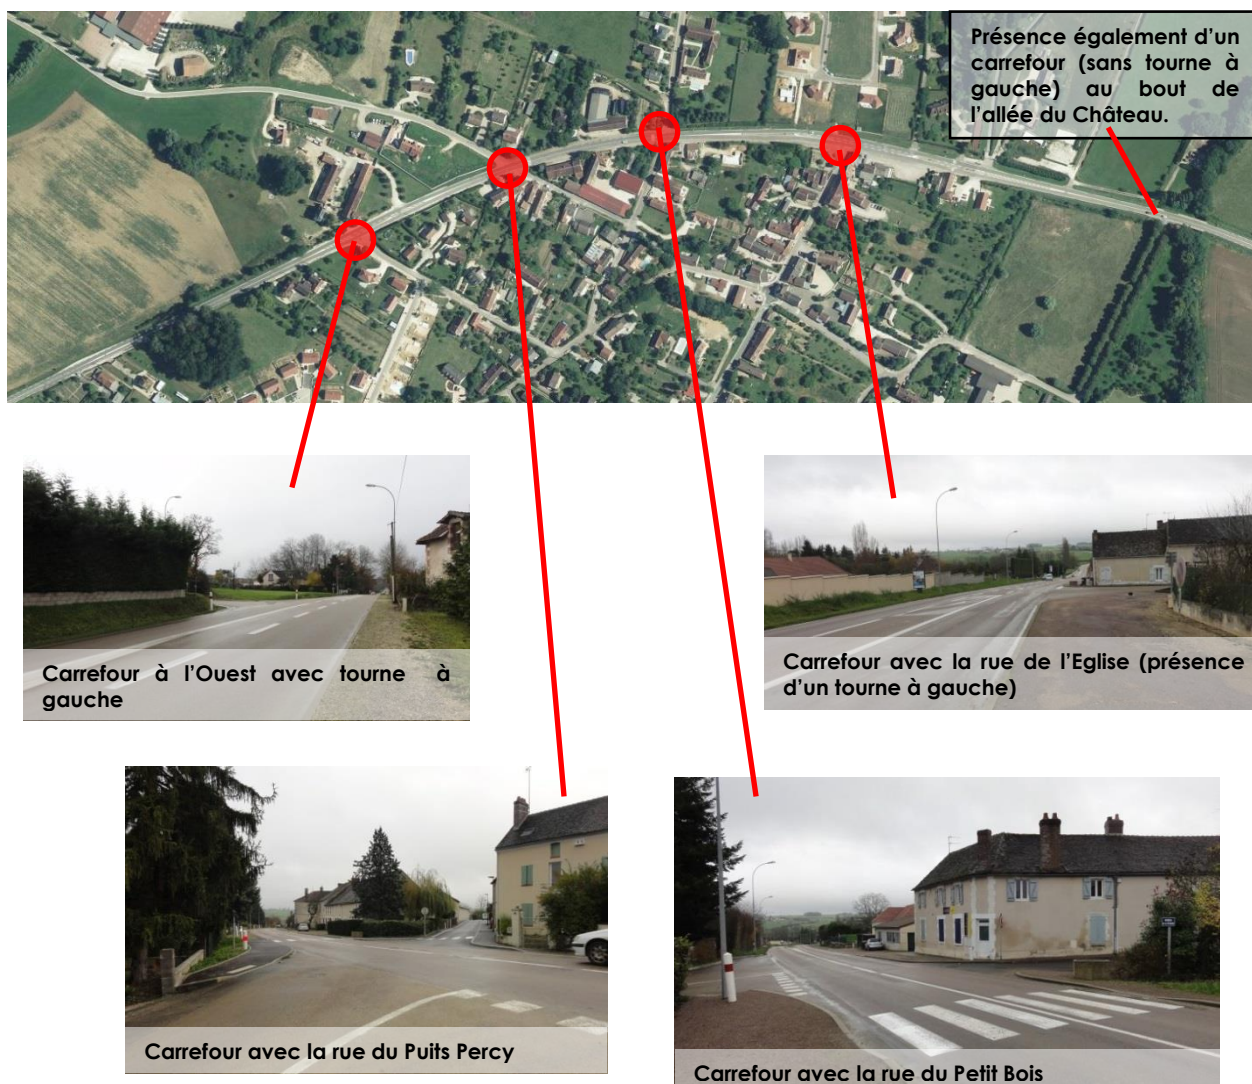 Présence également d'un
carrefour (sans tourne à
gauche) au bout de
l'allée du Château.
Carrefour à l'Ouest avec tourne à
gauche
Carrefour avec la rue de l'Eglise (présence
d'un tourne à gauche)
Carrefour avec la rue du Puits Percy
Carrefour avec la rue du Petit Bois